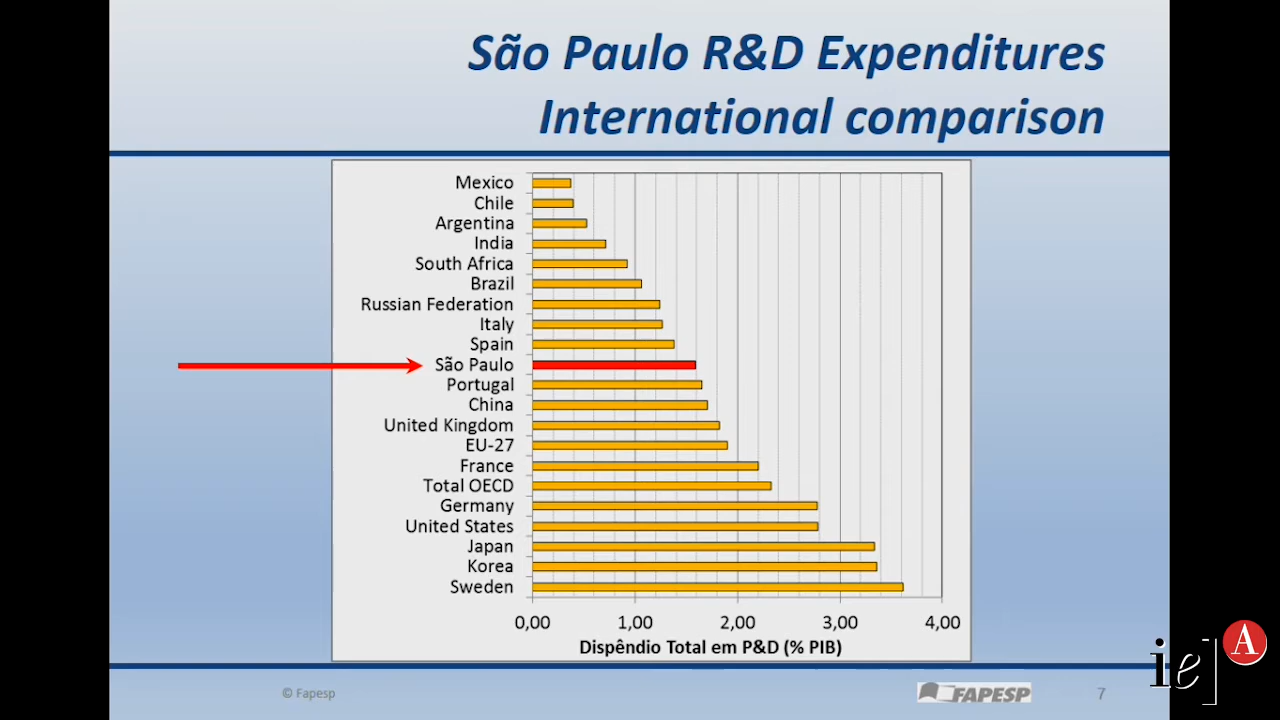 São Paulo R&D Expenditures
International comparison
Mexico
Chile
Argentina
India
South Africa
Brazil
Russian Federation
Italy
Spain
São Paulo
Portugal
China
United Kingdom
EU-27
France
Total OECD
Germany
United States
Japan
Korea
Sweden
0,00 1,00 2,00 3,00 4,00
Dispêndio Total em P&D (% PIB)
© Fapesp
FAPESP
7
ie] A